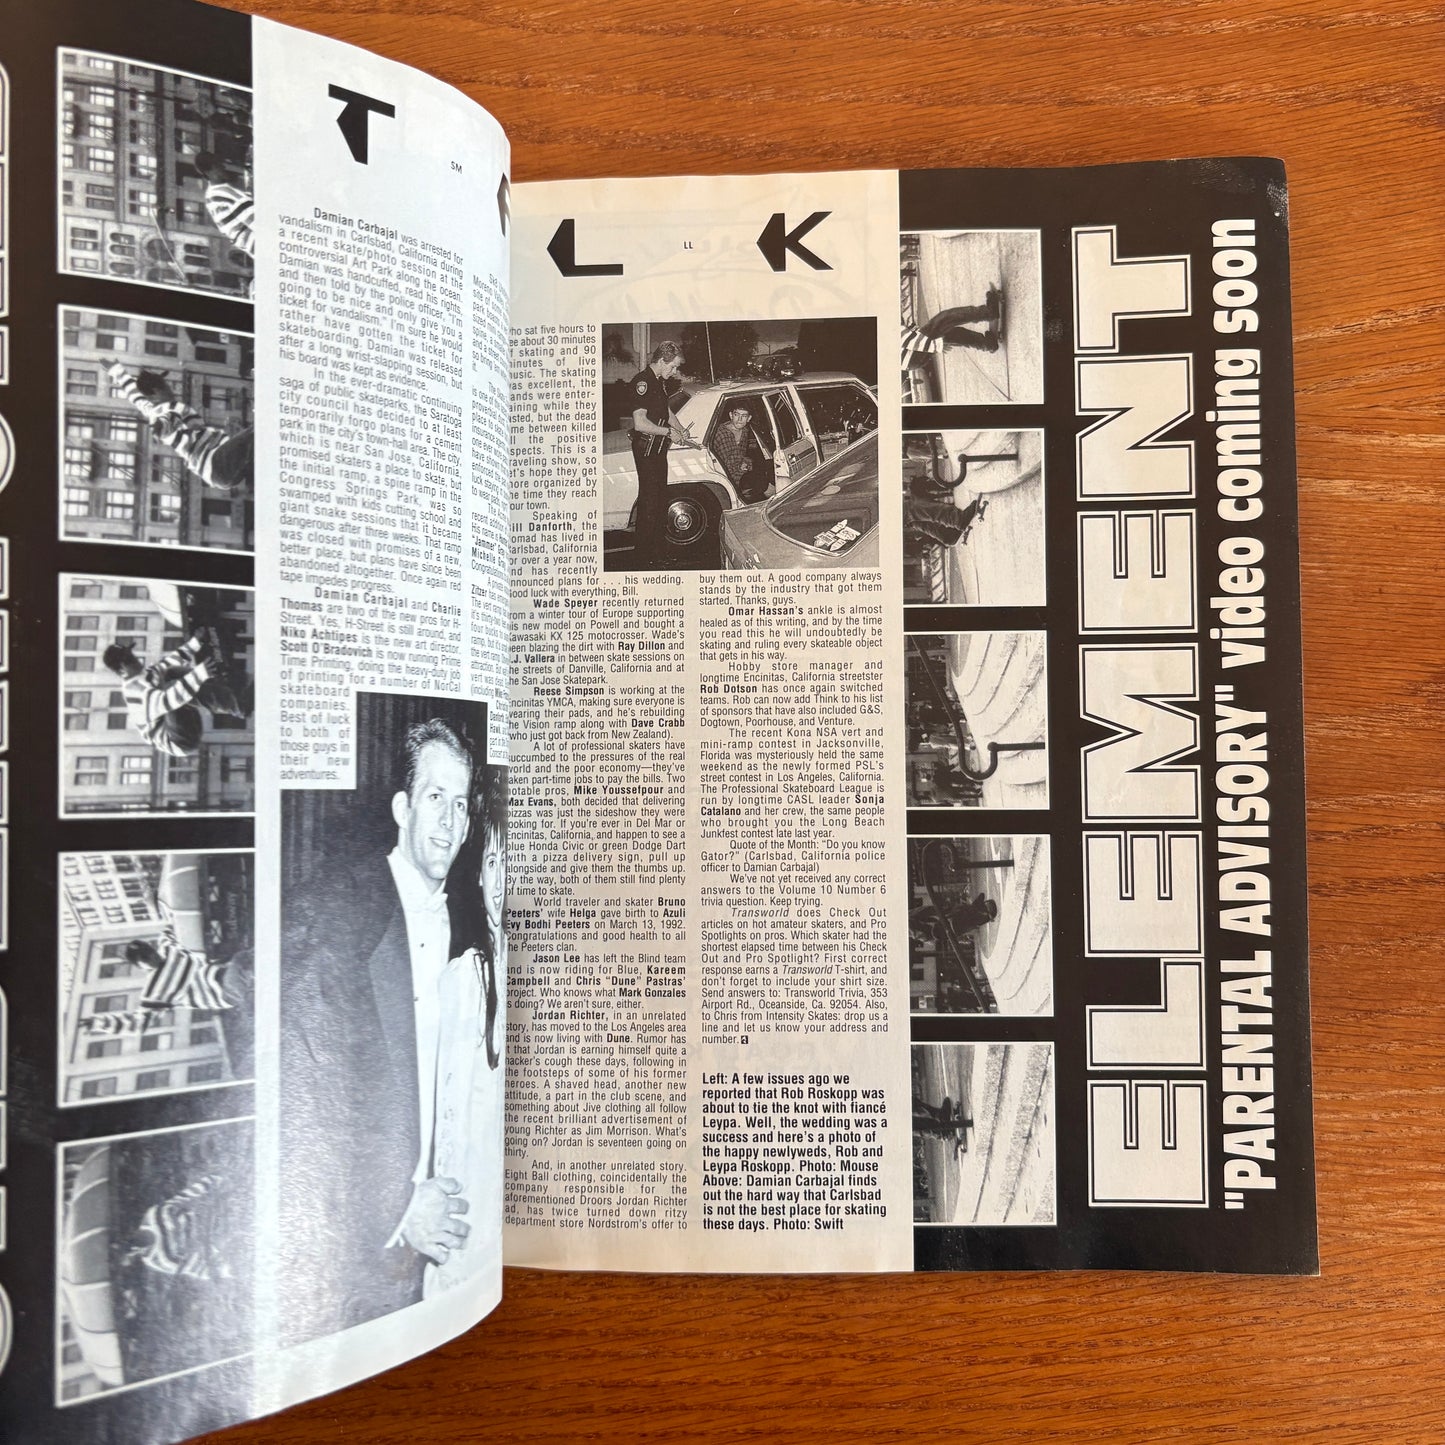 T
SM
L
LL
K
Damian Carbajal was arrested for
vandalism in Carlsbad, California during
a recent skate/photo session at the
controversial Art Park along the ocean.
Damian was handcuffed, read his rights,
and then told by the police officer, "I'm
going to be nice and only give you a
ticket for vandalism." I'm sure he would
rather have gotten the ticket for
skateboarding. Damian was released
after a long wrist-slapping session, but
his board was kept as evidence.
In the ever-dramatic continuing
saga of public skateparks, the Saratoga
city council has decided to at least
temporarily forgo plans for a cement
park in the city's town-hall area. The city,
which is near San Jose, California,
promised skaters a place to skate, but
the initial ramp, a spine ramp in the
Congress Springs Park, was so
swamped with kids cutting school and
giant snake sessions that it became
dangerous after three weeks. That ramp
was closed with promises of a new,
better place, but plans have since been
abandoned altogether. Once again red
tape impedes progress.
Damian Carbajal and Charlie
Thomas are two of the new pros for H-
Street. Yes, H-Street is still around, and
Niko Achtipes is the new art director.
Scott O'Bradovich is now running Prime
Time Printing, doing the heavy-duty job
of printing for a number of NorCal
skateboard
companies.
Best of luck
to both of
those guys in
their new
adventures.
who sat five hours to
see about 30 minutes
of skating and 90
minutes of live
music. The skating
was excellent, the
bands were enter-
taining while they
lasted, but the dead
time between killed
all the positive
aspects. This is a
traveling show, so
let's hope they get
more organized by
the time they reach
your town.
Speaking of
Bill Danforth, the
nomad has lived in
Carlsbad, California
for over a year now,
and has recently
announced plans for . . . his wedding.
Good luck with everything, Bill.
Wade Speyer recently returned
from a winter tour of Europe supporting
his new model on Powell and bought a
Kawasaki KX 125 motocrosser. Wade's
been blazing the dirt with Ray Dillon and
T.J. Vallera in between skate sessions on
the streets of Danville, California and at
the San Jose Skatepark.
Reese Simpson is working at the
Encinitas YMCA, making sure everyone is
wearing their pads, and he's rebuilding
the Vision ramp along with Dave Crabb
(who just got back from New Zealand).
A lot of professional skaters have
succumbed to the pressures of the real
world and the poor economy—they've
taken part-time jobs to pay the bills. Two
notable pros, Mike Youssefpour and
Max Evans, both decided that delivering
pizzas was just the sideshow they were
looking for. If you're ever in Del Mar or
Encinitas, California, and happen to see a
blue Honda Civic or green Dodge Dart
with a pizza delivery sign, pull up
alongside and give them the thumbs up.
By the way, both of them still find plenty
of time to skate.
World traveler and skater Bruno
Peeters' wife Helga gave birth to Azuli
Evy Bodhi Peeters on March 13, 1992.
Congratulations and good health to all
the Peeters clan.
Jason Lee has left the Blind team
and is now riding for Blue, Kareem
Campbell and Chris "Dune" Pastras'
project. Who knows what Mark Gonzales
is doing? We aren't sure, either.
Jordan Richter, in an unrelated
story, has moved to the Los Angeles area
and is now living with Dune. Rumor has
it that Jordan is earning himself quite a
hacker's cough these days, following in
the footsteps of some of his former
heroes. A shaved head, another new
attitude, a part in the club scene, and
something about Jive clothing all follow
the recent brilliant advertisement of
young Richter as Jim Morrison. What's
going on? Jordan is seventeen going on
thirty.
And, in another unrelated story.
Eight Ball clothing, coincidentally the
company responsible for the
aforementioned Droors Jordan Richter
ad, has twice turned down ritzy
department store Nordstrom's offer to
buy them out. A good company always
stands by the industry that got them
started. Thanks, guys.
Omar Hassan's ankle is almost
healed as of this writing, and by the time
you read this he will undoubtedly be
skating and ruling every skateable object
that gets in his way.
Hobby store manager and
longtime Encinitas, California streetster
Rob Dotson has once again switched
teams. Rob can now add Think to his list
of sponsors that have also included G&S,
Dogtown, Poorhouse, and Venture.
The recent Kona NSA vert and
mini-ramp contest in Jacksonville,
Florida was mysteriously held the same
weekend as the newly formed PSL's
street contest in Los Angeles, California.
The Professional Skateboard League is
run by longtime CASL leader Sonja
Catalano and her crew, the same people
who brought you the Long Beach
Junkfest contest late last year.
Quote of the Month: "Do you know
Gator?" (Carlsbad, California police
officer to Damian Carbajal)
We've not yet received any correct
answers to the Volume 10 Number 6
trivia question. Keep trying.
Transworld does Check Out
articles on hot amateur skaters, and Pro
Spotlights on pros. Which skater had the
shortest elapsed time between his Check
Out and Pro Spotlight? First correct
response earns a Transworld T-shirt, and
don't forget to include your shirt size.
Send answers to: Transworld Trivia, 353
Airport Rd., Oceanside, Ca. 92054. Also,
to Chris from Intensity Skates: drop us a
line and let us know your address and
number.
Left: A few issues ago we
reported that Rob Roskopp was
about to tie the knot with fiancé
Leypa. Well, the wedding was a
success and here's a photo of
the happy newlyweds, Rob and
Leypa Roskopp. Photo: Mouse
Above: Damian Carbajal finds
out the hard way that Carlsbad
is not the best place for skating
these days. Photo: Swift
ELEMENT
"PARENTAL ADVISORY" video coming soon